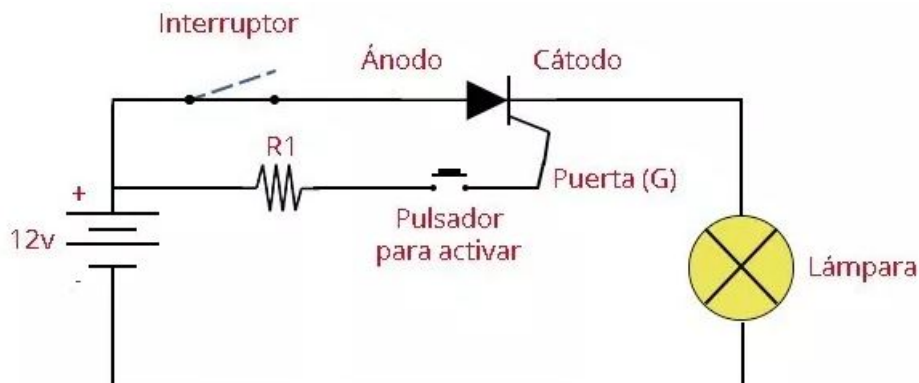 Interruptor
Ánodo
Cátodo
R1
Puerta (G)
+
12v
-
Pulsador
para activar
Lámpara